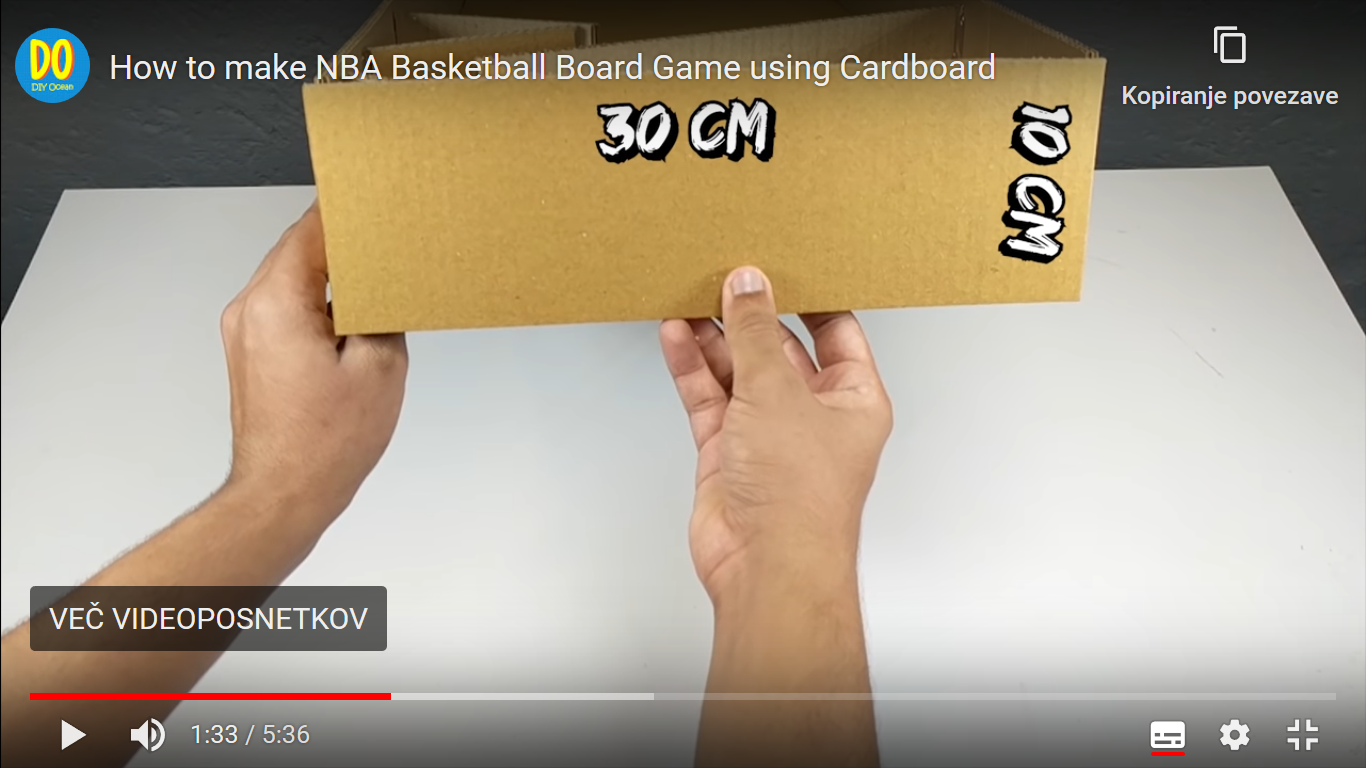 DO
DIY Ocean
How to make NBA Basketball Board Game using Cardboard
Kopiranje povezave
30 CM
10 CM
VEČ VIDEOPOSNETKOV
1:33 / 5:36